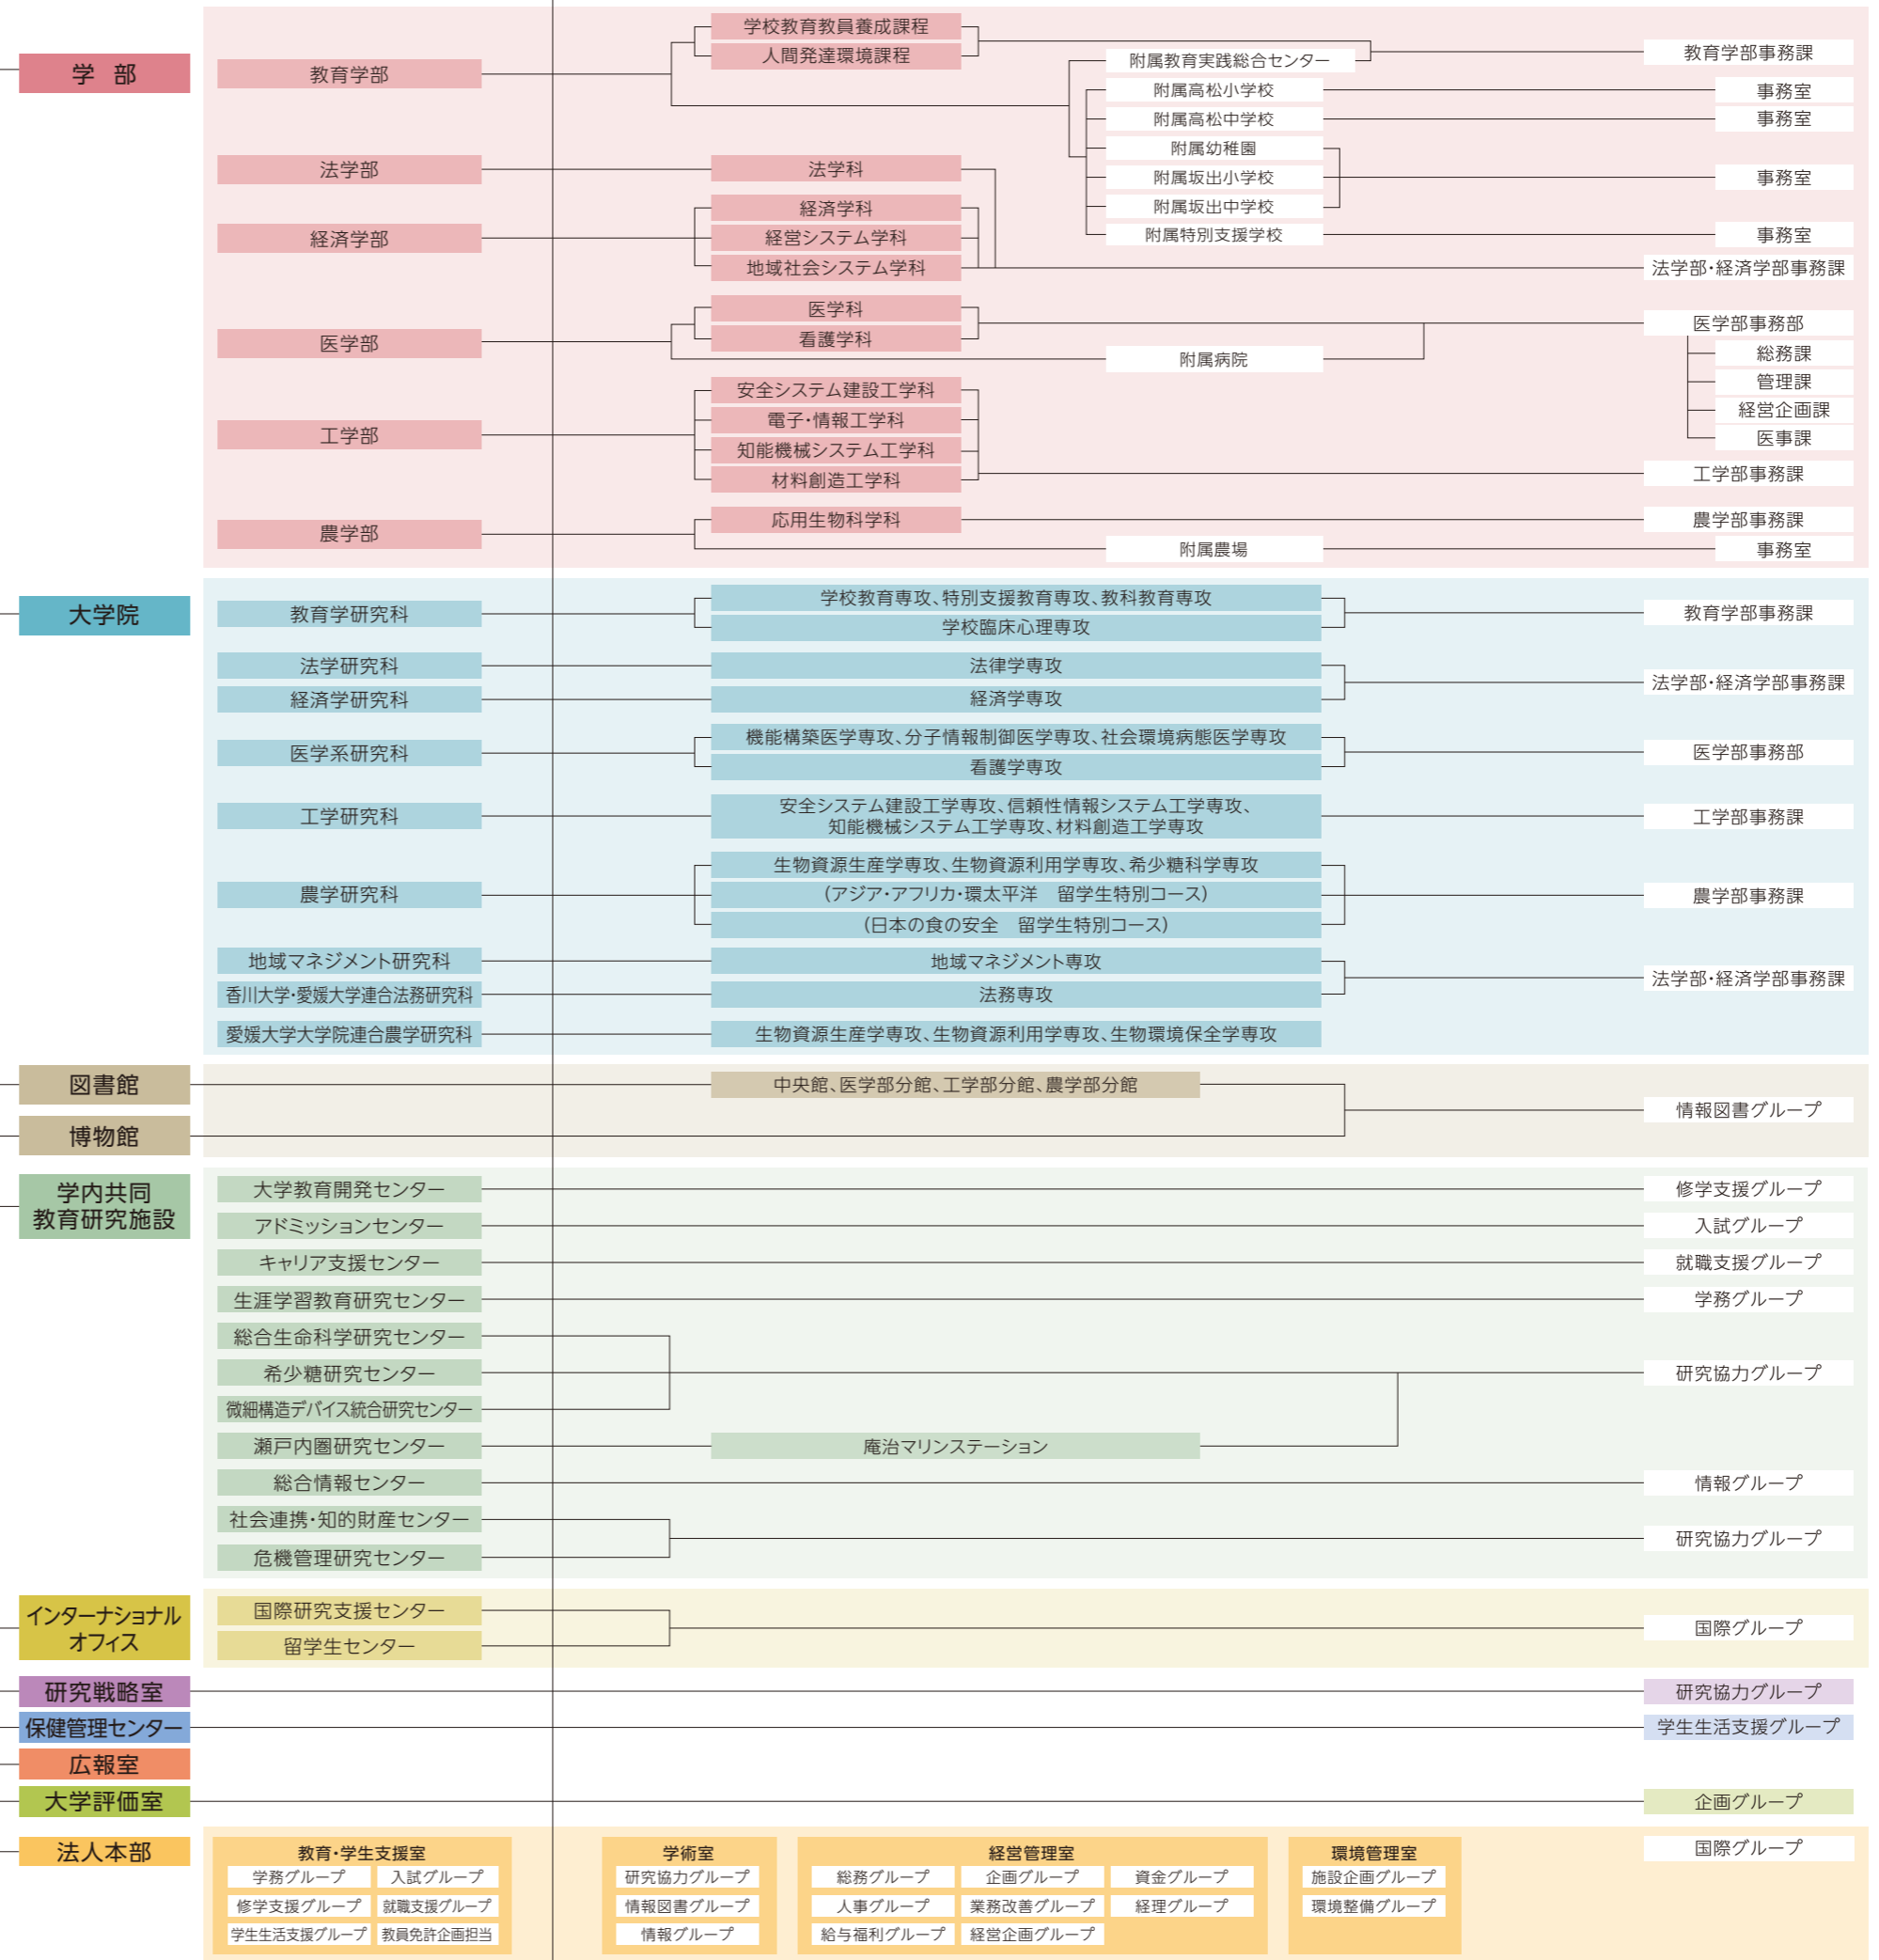 学部
教育学部
学校教育教員養成課程
人間発達環境課程
附属教育実践総合センター
教育学部事務課
附属高松小学校
事務室
附属高松中学校
事務室
附属幼稚園
附属坂出小学校
事務室
附属坂出中学校
附属特別支援学校
事務室
法学部
法学科
経済学部
経済学科
経営システム学科
地域社会システム学科
法学部・経済学部事務課
医学部
医学科
看護学科
附属病院
医学部事務部
総務課
管理課
経営企画課
医事課
工学部
安全システム建設工学科
電子・情報工学科
知能機械システム工学科
材料創造工学科
工学部事務課
農学部
応用生物科学科
農学部事務課
附属農場
事務室
大学院
教育学研究科
学校教育専攻、特別支援教育専攻、教科教育専攻
学校臨床心理専攻
教育学部事務課
法学研究科
法律学専攻
経済学研究科
経済学専攻
法学部・経済学部事務課
医学系研究科
機能構築医学専攻、分子情報制御医学専攻、社会環境病態医学専攻
看護学専攻
医学部事務部
工学研究科
安全システム建設工学専攻、信頼性情報システム工学専攻、
知能機械システム工学専攻、材料創造工学専攻
工学部事務課
農学研究科
生物資源生産学専攻、生物資源利用学専攻、希少糖科学専攻
(アジア・アフリカ・環太平洋　留学生特別コース)
(日本の食の安全　留学生特別コース)
農学部事務課
地域マネジメント研究科
地域マネジメント専攻
香川大学・愛媛大学連合法務研究科
法務専攻
法学部・経済学部事務課
愛媛大学大学院連合農学研究科
生物資源生産学専攻、生物資源利用学専攻、生物環境保全学専攻
図書館
中央館、医学部分館、工学部分館、農学部分館
博物館
情報図書グループ
学内共同
教育研究施設
大学教育開発センター
修学支援グループ
アドミッションセンター
入試グループ
キャリア支援センター
就職支援グループ
生涯学習教育研究センター
学務グループ
総合生命科学研究センター
希少糖研究センター
研究協力グループ
微細構造デバイス統合研究センター
瀬戸内圏研究センター
庵治マリンステーション
総合情報センター
情報グループ
社会連携・知的財産センター
危機管理研究センター
研究協力グループ
インターナショナル
オフィス
国際研究支援センター
留学生センター
国際グループ
研究戦略室
研究協力グループ
保健管理センター
学生生活支援グループ
広報室
大学評価室
企画グループ
法人本部
教育・学生支援室
学務グループ
入試グループ
修学支援グループ
就職支援グループ
学生生活支援グループ
教員免許企画担当
学術室
研究協力グループ
情報図書グループ
情報グループ
経営管理室
総務グループ
企画グループ
資金グループ
人事グループ
業務改善グループ
経理グループ
給与福利グループ
経営企画グループ
環境管理室
施設企画グループ
環境整備グループ
国際グループ